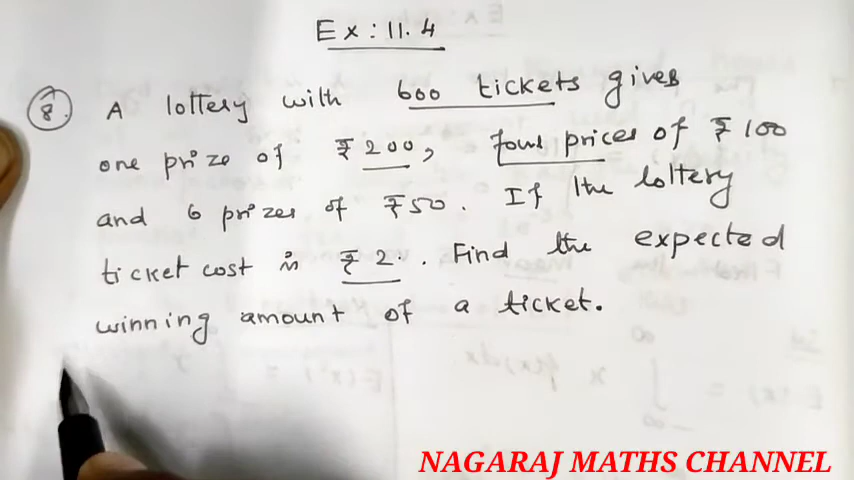 Ex: 11.4
8. A lottery with 600 tickets gives
one prize of ₹200, four prices of ₹100
and 6 prizes of ₹50. If the lottery
ticket cost is ₹2. Find the expected
winning amount of a ticket.
NAGARAJ MATHS CHANNEL